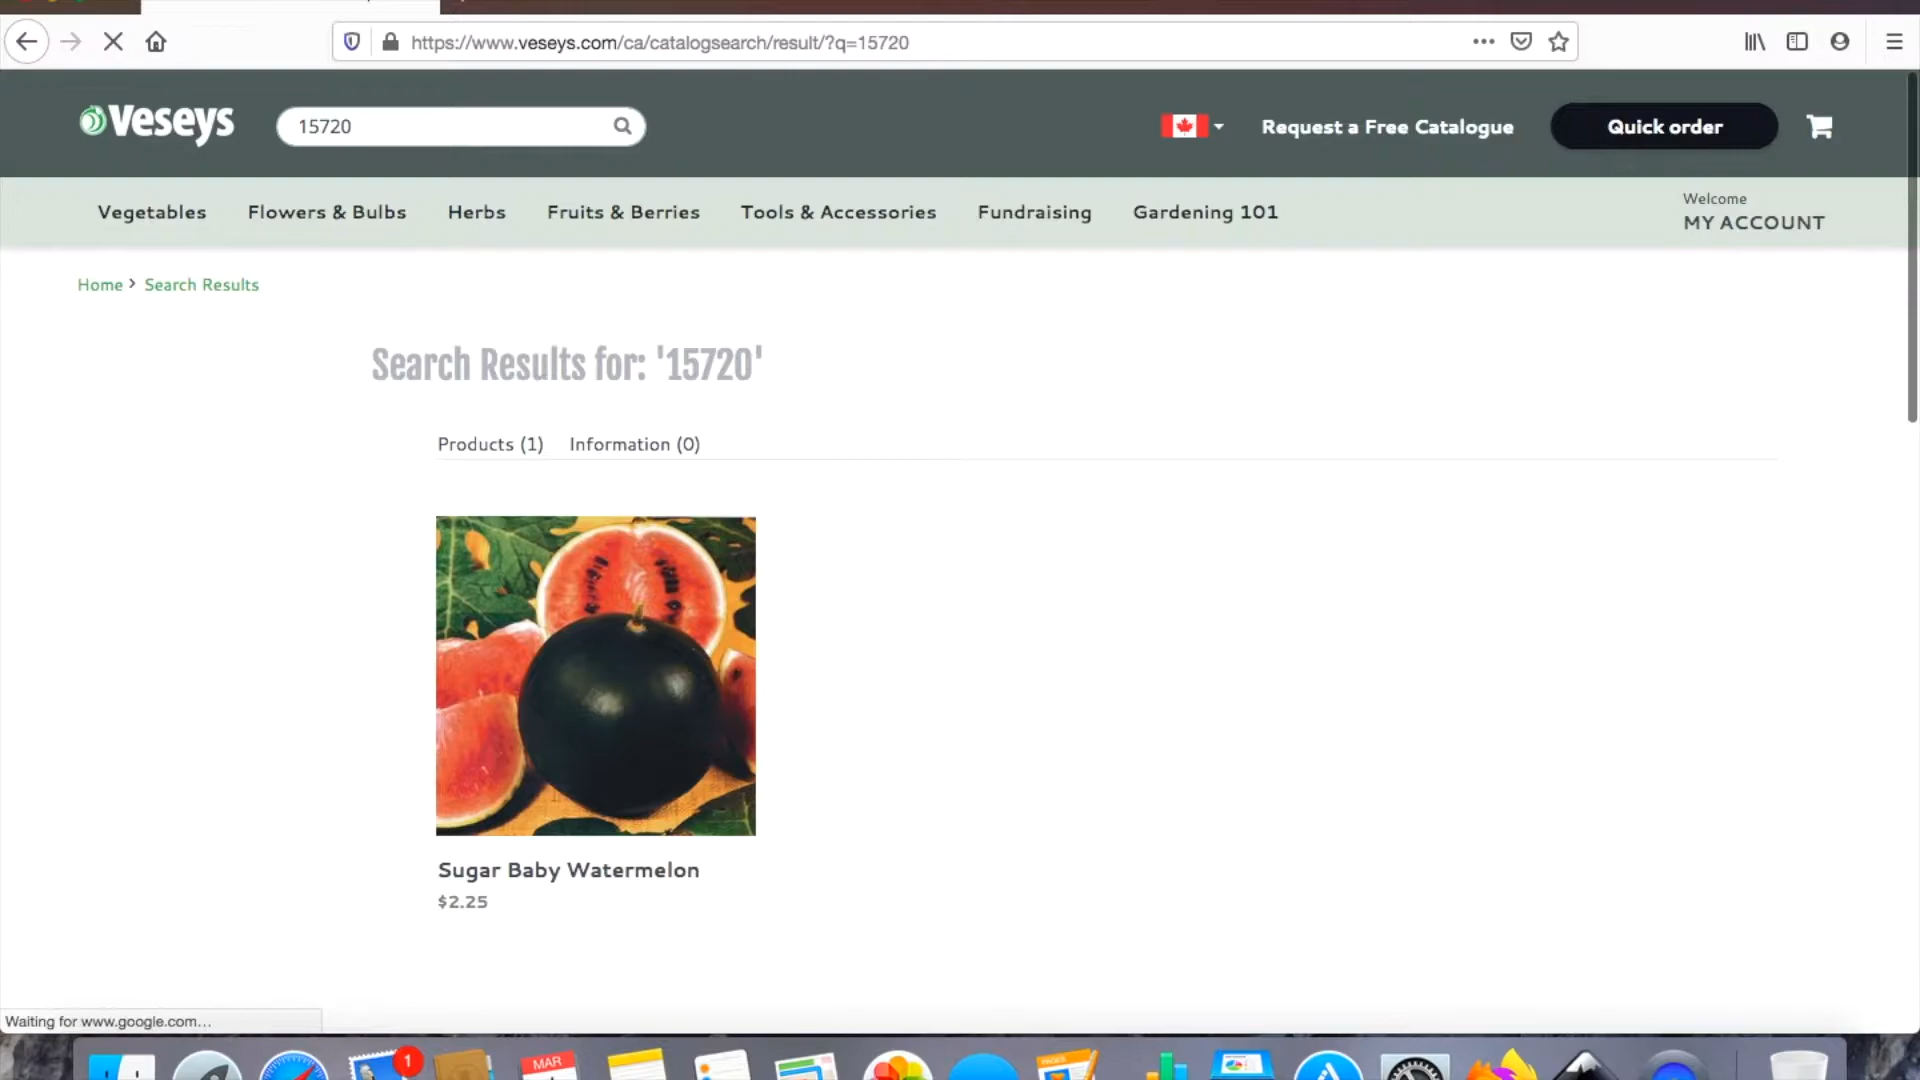 https://www.veseys.com/ca/catalogsearch/result/?q=15720
Veseys
15720
Request a Free Catalogue
Quick order
Vegetables
Flowers & Bulbs
Herbs
Fruits & Berries
Tools & Accessories
Fundraising
Gardening 101
Welcome
MY ACCOUNT
Home > Search Results
Search Results for: '15720'
Products (1)
Information (0)
Sugar Baby Watermelon
$2.25
Waiting for www.google.com...
1
MAR
PAGES